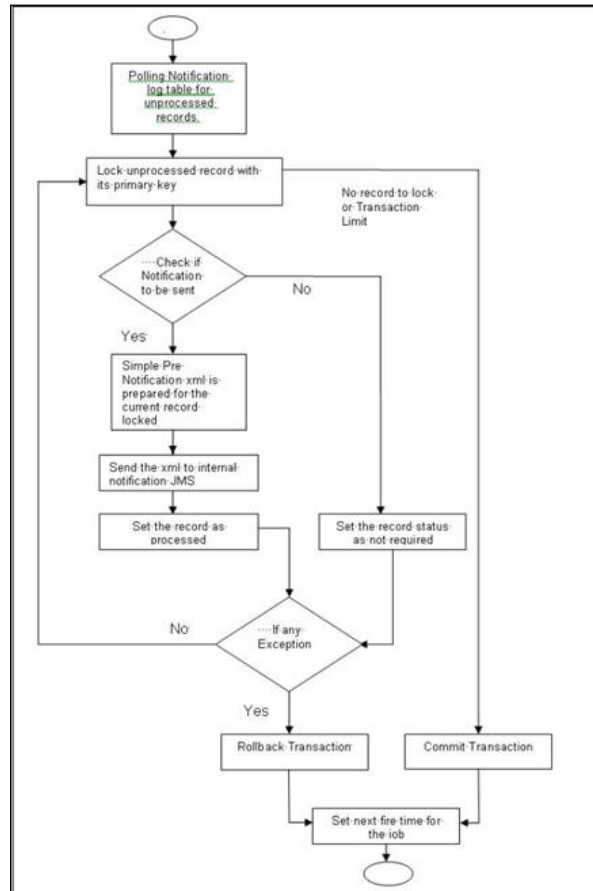 Polling Notification
log table for
unprocessed
records.
Lock unprocessed record with
its primary key
No record to lock
or Transaction
Limit
....Check if
Notification
to be sent
No
Yes
Simple Pre
Notification xml is
prepared for the
current record
locked
Send the xml to internal
notification JMS
Set the record as
processed
Set the record status
as not required
....If any
Exception
No
Yes
Rollback Transaction
Commit Transaction
Set next fire time for
the job